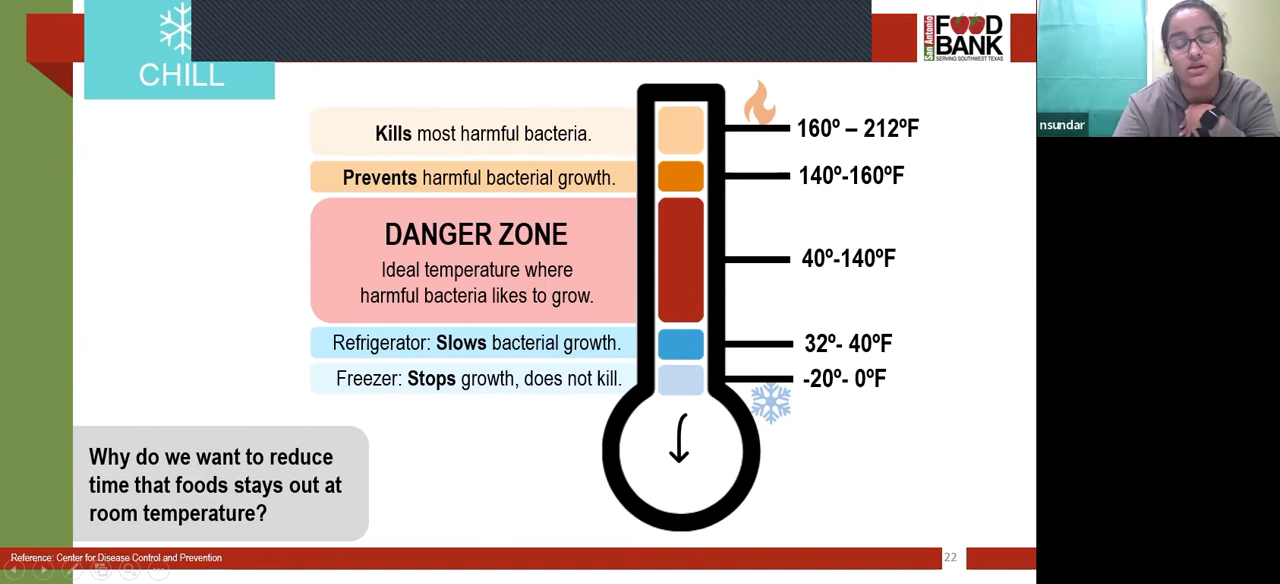 CHILL
San Antonio
FOOD
BANK
SERVING SOUTHWEST TEXAS
nsundar
Kills most harmful bacteria.
160º – 212ºF
Prevents harmful bacterial growth.
140º-160ºF
DANGER ZONE
Ideal temperature where
harmful bacteria likes to grow.
40º-140ºF
Refrigerator: Slows bacterial growth.
32º- 40ºF
Freezer: Stops growth, does not kill.
-20º- 0ºF
Why do we want to reduce
time that foods stays out at
room temperature?
Reference: Center for Disease Control and Prevention
22